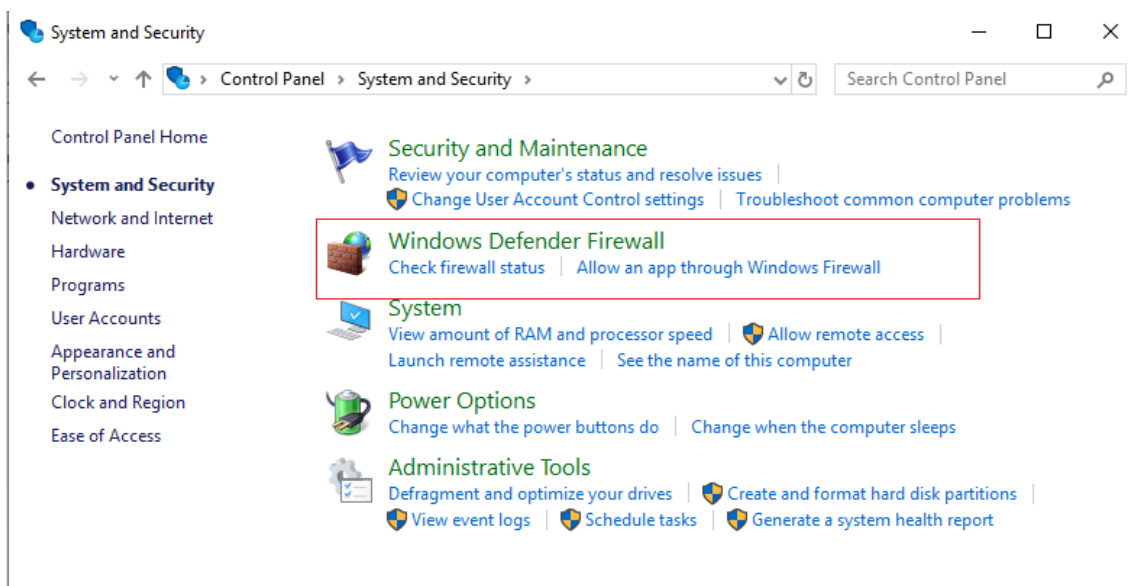 System and Security
Control Panel > System and Security >
Search Control Panel
Control Panel Home
System and Security
Network and Internet
Hardware
Programs
User Accounts
Appearance and
Personalization
Clock and Region
Ease of Access
Security and Maintenance
Review your computer's status and resolve issues
Change User Account Control settings
Troubleshoot common computer problems
Windows Defender Firewall
Check firewall status
Allow an app through Windows Firewall
System
View amount of RAM and processor speed
Allow remote access
Launch remote assistance
See the name of this computer
Power Options
Change what the power buttons do
Change when the computer sleeps
Administrative Tools
Defragment and optimize your drives
Create and format hard disk partitions
View event logs
Schedule tasks
Generate a system health report